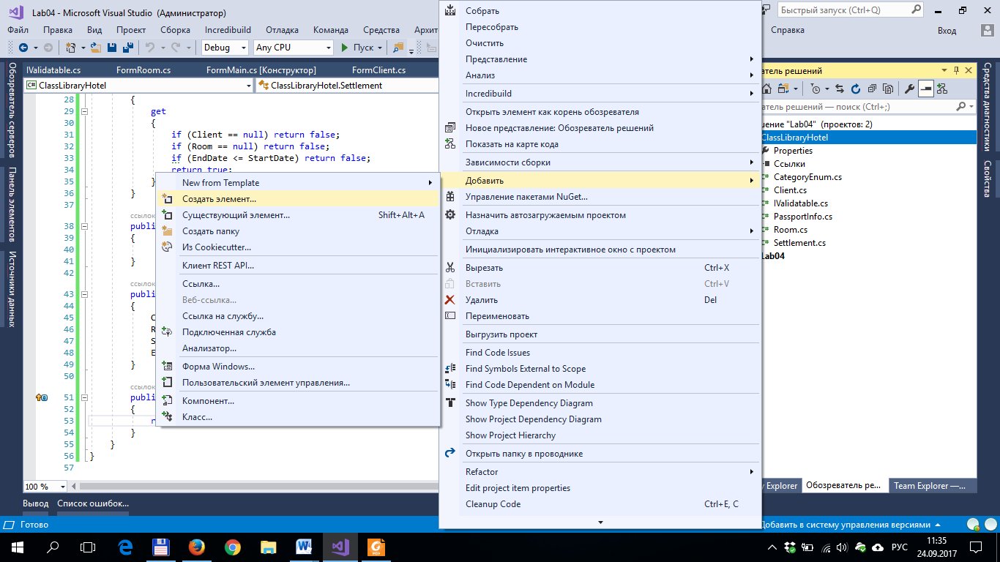 Lab04 - Microsoft Visual Studio (Администратор)
Быстрый запуск (Ctrl+Q)
Файл Правка Вид Проект Сборка Incredibuild Отладка Команда Средства Справка Вход
Debug Any CPU Пуск
IValidatable.cs FormRoom.cs FormMain.cs [Конструктор] FormClient.cs
ClassLibraryHotel ClassLibraryHotel.Settlement
Обозреватель серверов
Панель элементов
Источники данных
28 {
29 get
30 {
31 if (Client == null) return false;
32 if (Room == null) return false;
33 if (EndDate <= StartDate) return false;
34 return true;
35 }
36 }
37
38 publi
39 {
40
41 }
42
43 publi
44 {
45 C
46 R
47 S
48 E
49 }
50
51 publi
52 {
53
54 }
55 }
56 }
57
100 %
Вывод Список ошибок...
Готово
New from Template
Создать элемент...
Существующий элемент... Shift+Alt+A
Создать папку
Из Cookiecutter...
Клиент REST API...
Ссылка...
Веб-ссылка...
Ссылка на службу...
Подключенная служба
Анализатор...
Форма Windows...
Пользовательский элемент управления...
Компонент...
Класс...
Собрать
Пересобрать
Очистить
Представление
Анализ
Incredibuild
Открыть элемент как корень обозревателя
Новое представление: Обозреватель решений
Показать на карте кода
Зависимости сборки
Добавить
Управление пакетами NuGet...
Назначить автозагружаемым проектом
Отладка
Инициализировать интерактивное окно с проектом
Вырезать Ctrl+X
Вставить Ctrl+V
Удалить Del
Переименовать
Выгрузить проект
Find Code Issues
Find Symbols External to Scope
Find Code Dependent on Module
Show Type Dependency Diagram
Show Project Dependency Diagram
Show Project Hierarchy
Открыть папку в проводнике
Refactor
Edit project item properties
Cleanup Code Ctrl+E, C
атель решений
атель решений — поиск (Ctrl+;)
шение "Lab04" (проектов: 2)
ClassLibraryHotel
Properties
Ссылки
CategoryEnum.cs
Client.cs
IValidatable.cs
PassportInfo.cs
Room.cs
Settlement.cs
Lab04
y Explorer Обозреватель ре... Team Explorer —...
Средства диагностики
Свойства
Добавить в систему управления версиями
РУС
11:35
24.09.2017